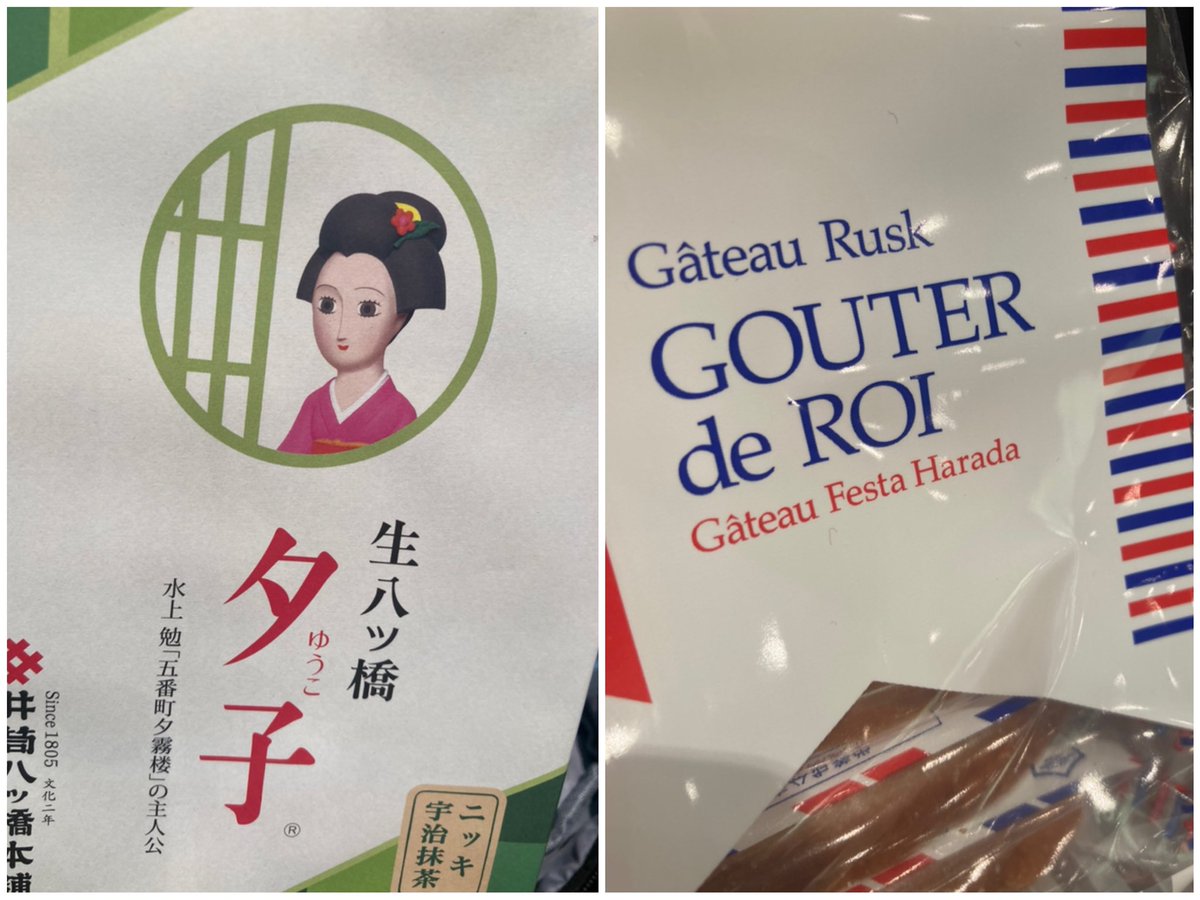 生八ツ橋
夕子
ゆうこ
®
水上 勉「五番町夕霧楼」の主人公
Since 1805 文化二年
井筒八ッ橋本舗
ニッキ
宇治抹茶
Gâteau Rusk
GOUTER
de ROI
Gâteau Festa Harada